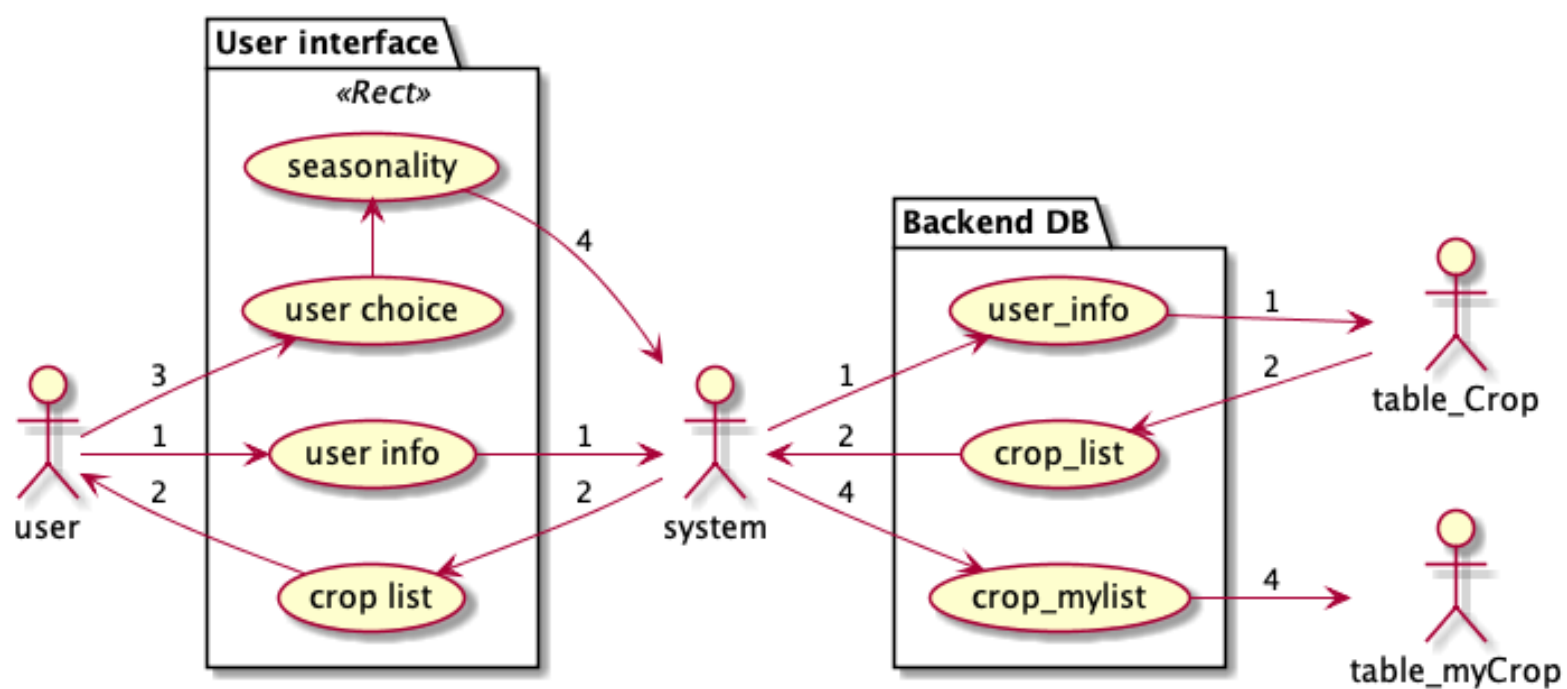 User interface
«Rect»
seasonality
4
user choice
3
1
user info
1
2
2
crop list
user
system
Backend DB
user_info
1
1
2
2
crop_list
4
crop_mylist
4
table_Crop
table_myCrop